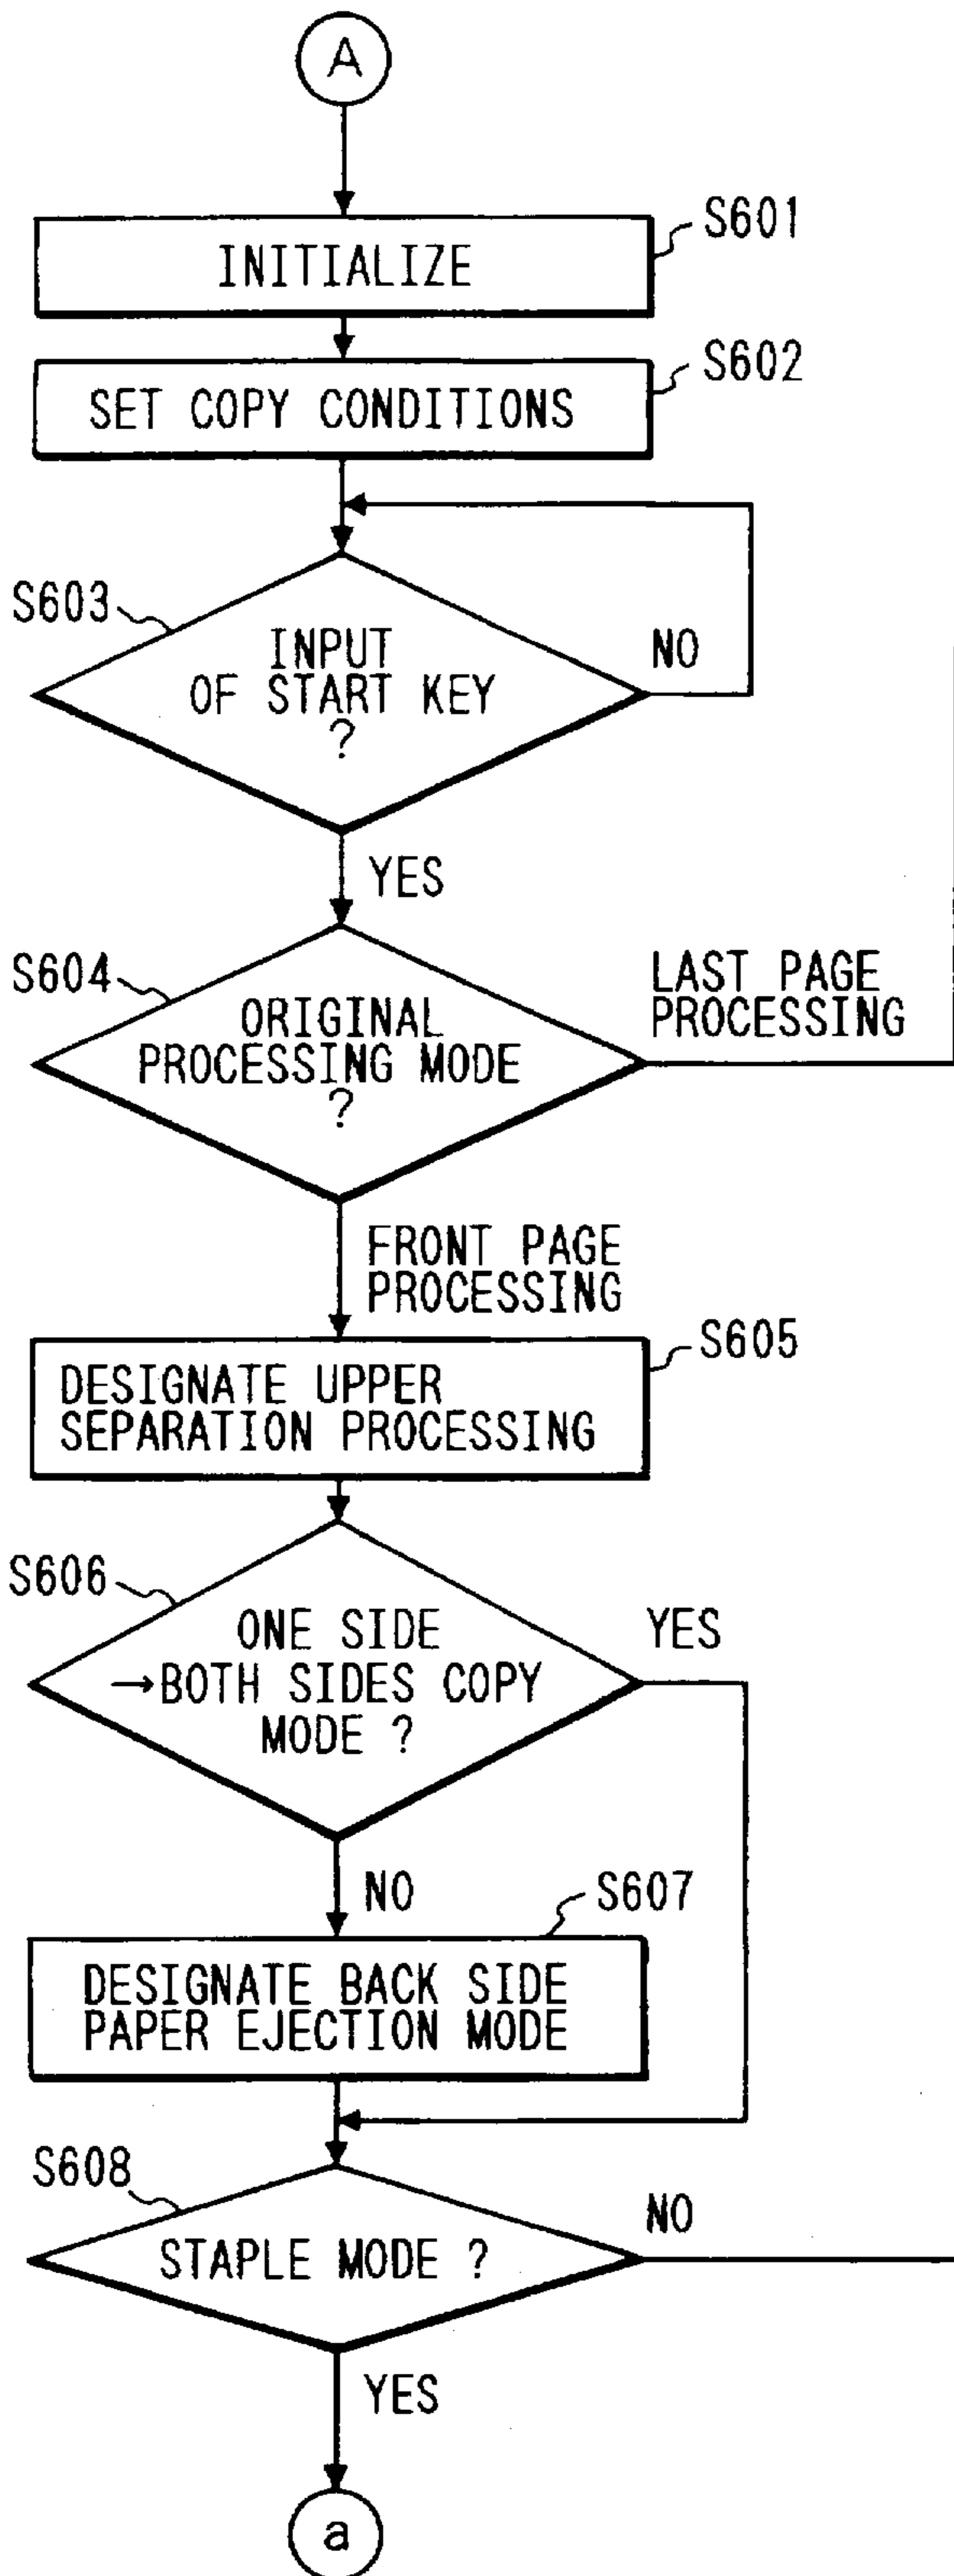 A
S601
INITIALIZE
S602
SET COPY CONDITIONS
S603
INPUT
OF START KEY
?
NO
YES
S604
ORIGINAL
PROCESSING MODE
?
LAST PAGE
PROCESSING
FRONT PAGE
PROCESSING
S605
DESIGNATE UPPER
SEPARATION PROCESSING
S606
ONE SIDE
→BOTH SIDES COPY
MODE ?
YES
NO
S607
DESIGNATE BACK SIDE
PAPER EJECTION MODE
S608
STAPLE MODE ?
NO
YES
a